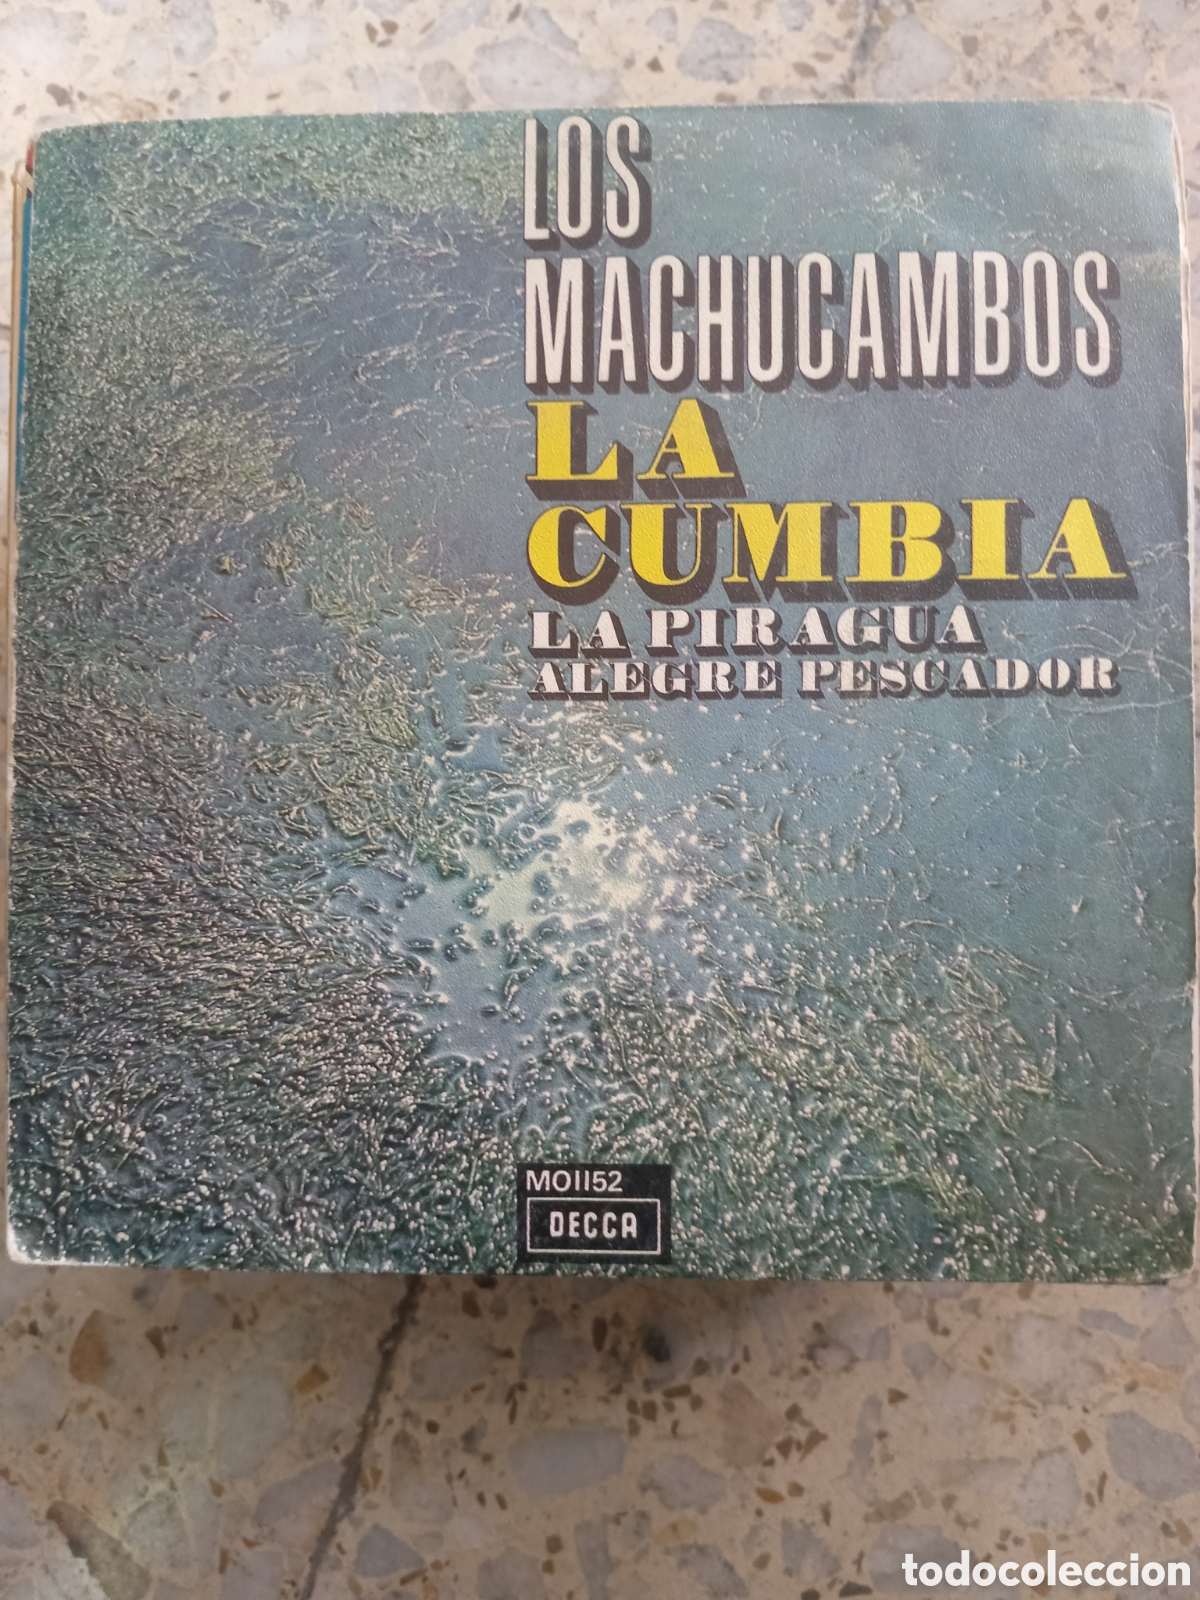 LOS
MACHUCAMBOS
LA
CUMBIA
LA PIRAGUA
ALEGRE PESCADOR
MO1152
DECCA
todocoleccion